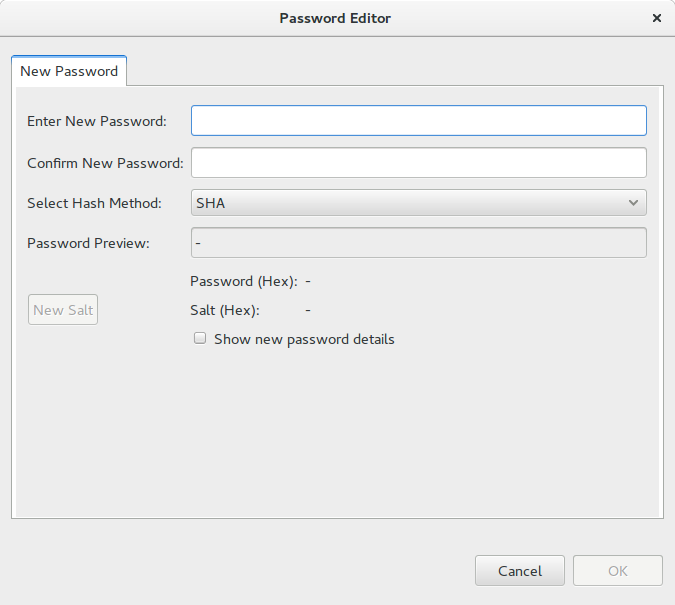 Password Editor
New Password
Enter New Password:
Confirm New Password:
Select Hash Method: SHA
Password Preview: -
Password (Hex): -
New Salt
Salt (Hex): -
Show new password details
Cancel OK